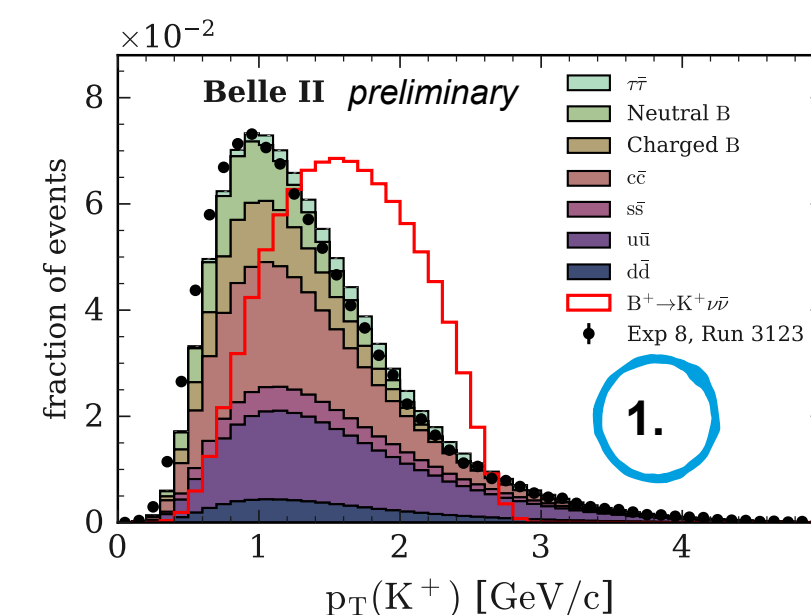 ×10⁻²
Belle II preliminary
fraction of events
8
6
4
2
0
0 1 2 3 4
p_T(K⁺) [GeV/c]
ττ̄
Neutral B
Charged B
cc̄
ss̄
uū
dd̄
B⁺→K⁺νν̄
Exp 8, Run 3123
1.